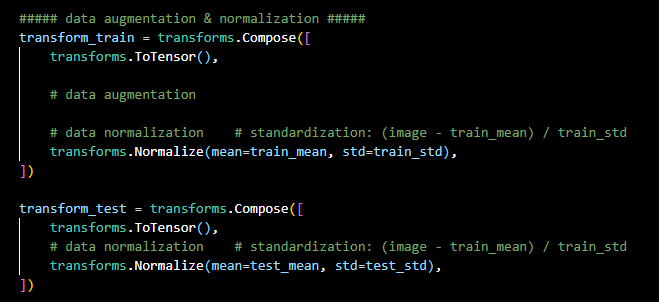 ##### data augmentation & normalization #####
transform_train = transforms.Compose([
transforms.ToTensor(),
# data augmentation
# data normalization    # standardization: (image - train_mean) / train_std
transforms.Normalize(mean=train_mean, std=train_std),
])
transform_test = transforms.Compose([
transforms.ToTensor(),
# data normalization    # standardization: (image - train_mean) / train_std
transforms.Normalize(mean=test_mean, std=test_std),
])